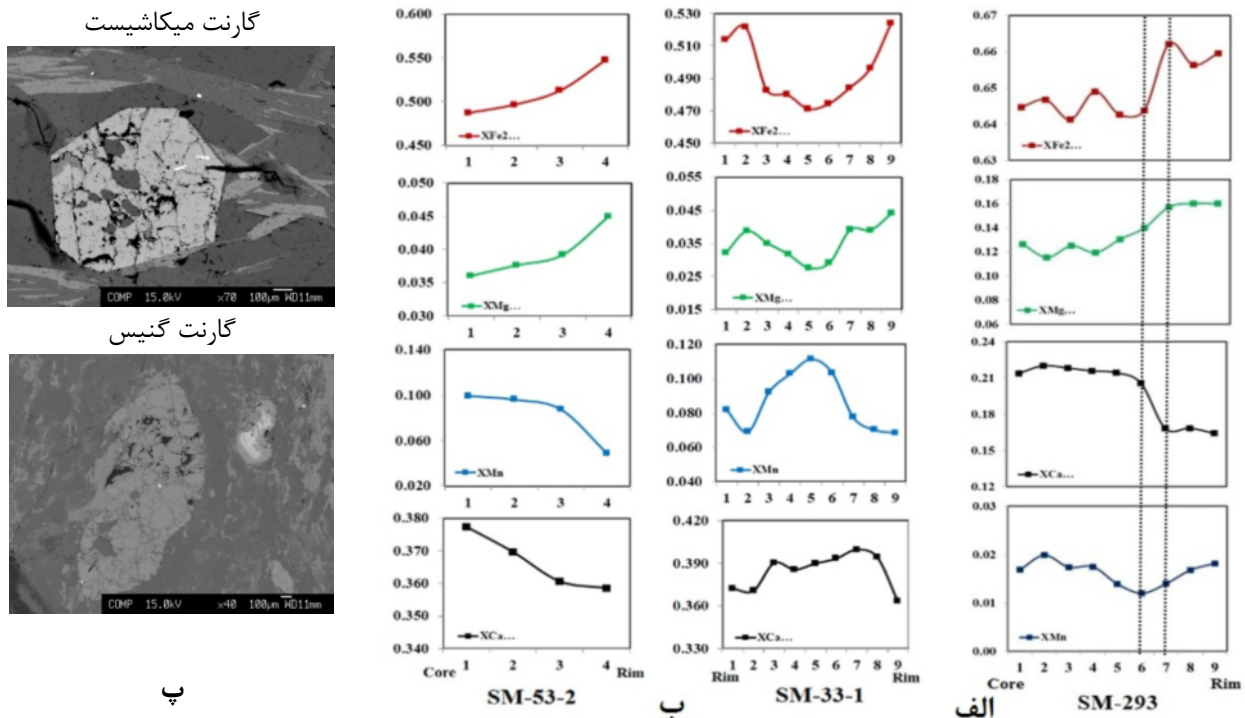 گارنت میکاشیست
COMP 15.0kV x70 100μm WD11mm
گارنت گنیس
COMP 15.0kV x40 100μm WD11mm
پ
0.600
0.550
0.500
0.450
XFe2...
1 2 3 4
0.050
0.045
0.040
0.035
0.030
XMg...
1 2 3 4
0.140
0.100
0.060
0.020
XMn
1 2 3 4
0.380
0.370
0.360
0.350
0.340
XCa...
1 2 3 4
Core Rim
SM-53-2
0.530
0.510
0.490
0.470
0.450
XFe2...
1 2 3 4 5 6 7 8 9
0.055
0.045
0.035
0.025
0.015
XMg...
1 2 3 4 5 6 7 8 9
0.120
0.100
0.080
0.060
0.040
XMn
1 2 3 4 5 6 7 8 9
0.420
0.390
0.360
0.330
XCa...
1 2 3 4 5 6 7 8 9
Rim Rim
SM-33-1
ب
0.67
0.66
0.64
0.63
XFe2...
0.18
0.16
0.14
0.12
0.10
0.08
0.06
XMg...
0.24
0.21
0.18
0.15
0.12
XCa...
0.03
0.02
0.01
0.00
XMn
1 2 3 4 5 6 7 8 9
Core Rim
SM-293
الف